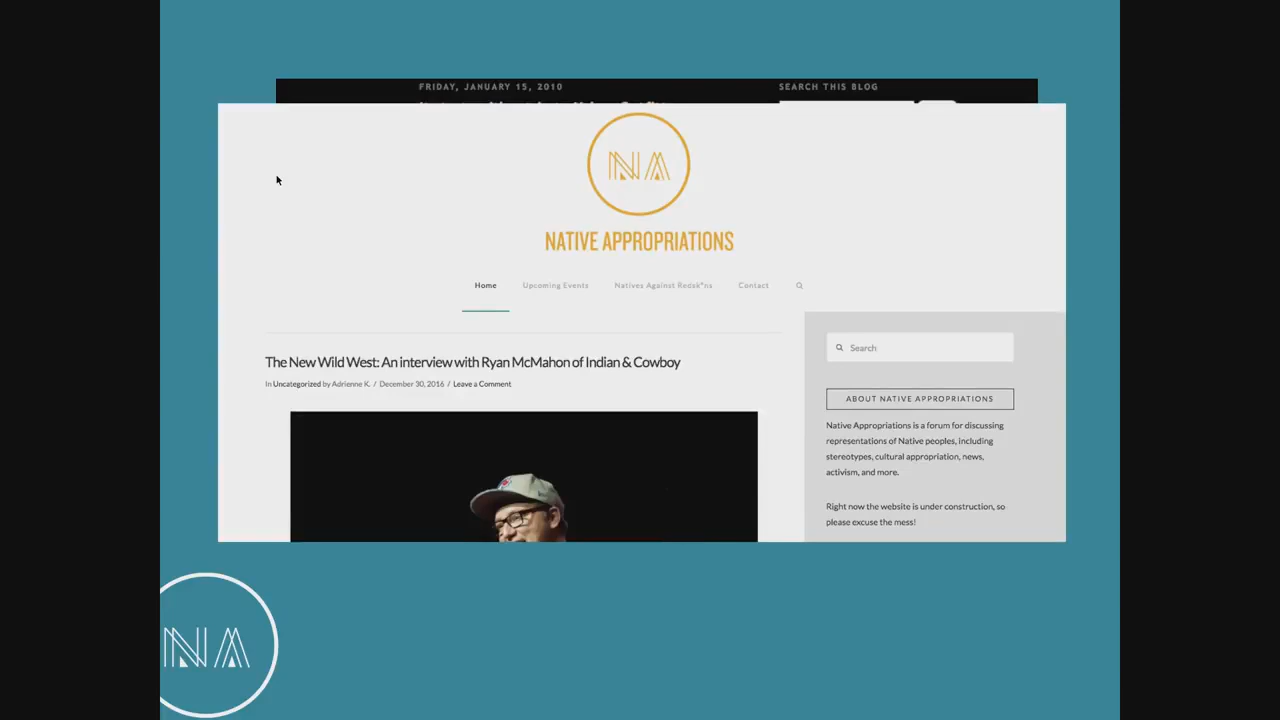 FRIDAY, JANUARY 15, 2010
SEARCH THIS BLOG
NA
NATIVE APPROPRIATIONS
Home
Upcoming Events
Natives Against Redsk*ns
Contact
Search
The New Wild West: An interview with Ryan McMahon of Indian & Cowboy
In Uncategorized by Adrienne K. / December 30, 2016 / Leave a Comment
ABOUT NATIVE APPROPRIATIONS
Native Appropriations is a forum for discussing
representations of Native peoples, including
stereotypes, cultural appropriation, news,
activism, and more.
Right now the website is under construction, so
please excuse the mess!
NA